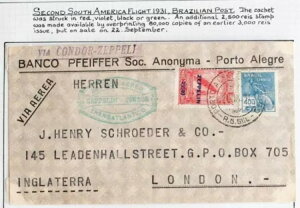 SECOND SOUTH AMERICA FLIGHT 1931, BRAZILIAN POST. The cachet
was struck in red, violet, black or green. An additional 2,500 reis stamp
was made available by overprinting 80,000 copies of an earlier 3,000 reis
issue, put on sale on 22 September.
VIA CONDOR-ZEPPELIN
BANCO PFEIFFER Soc. Anonyma - Porto Alegre
VIA AEREO
HERREN
ZEPPELIN
J.HENRY SCHROEDER & CO.-
145 LEADENHALLSTREET.G.P.O.BOX 705
INGLATERRA
LONDON.-